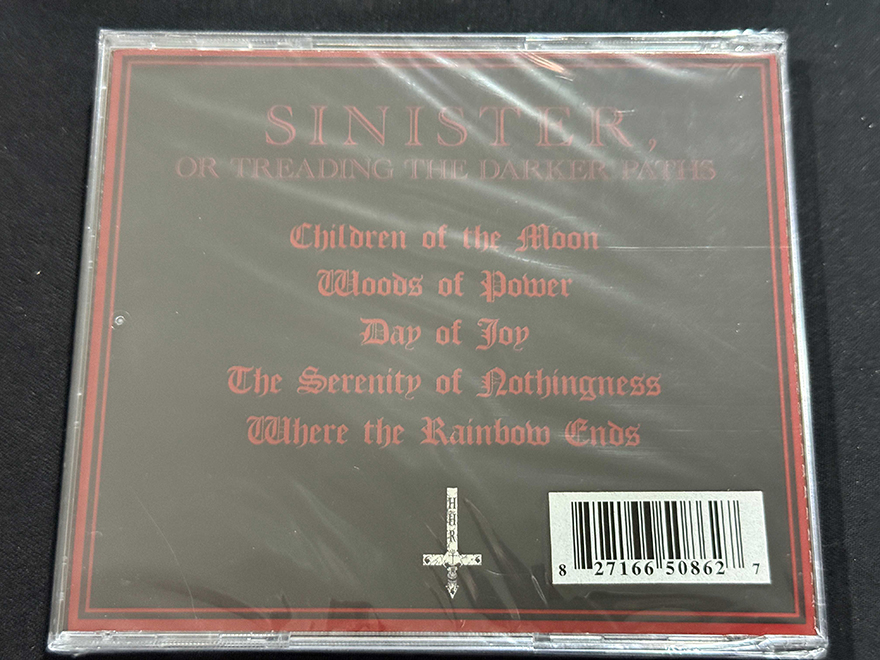 SINISTER,
OR TREADING THE DARKER PATHS
Children of the Moon
Woods of Power
Day of Joy
The Serenity of Nothingness
Where the Rainbow Ends
HHR
8 27166 50862 7